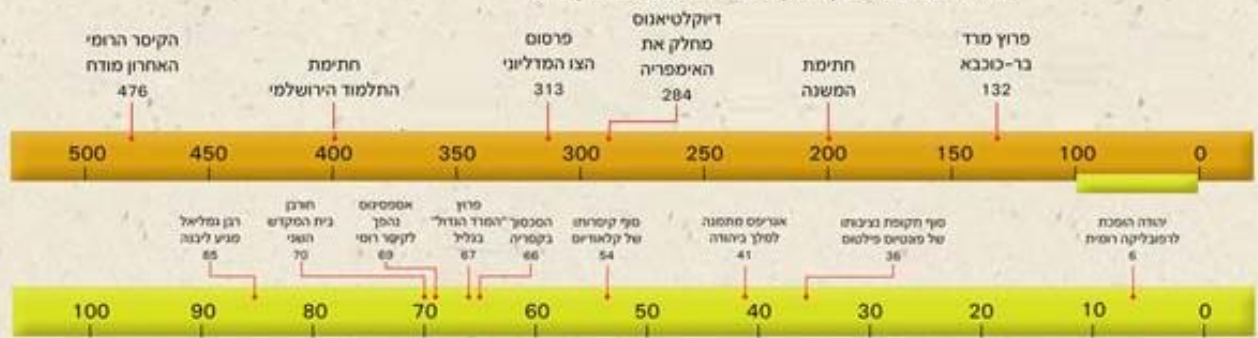 פרוץ מרד
בר-כוכבא
132
חתימת
המשנה
דיוקלטיאנוס
מחלק את
האימפריה
284
פרסום
הצו המדליוני
313
חתימת
התלמוד הירושלמי
הקיסר הרומי
האחרון מודח
476
0 100 150 200 250 300 350 400 450 500
יהודה הופכת
לרפובליקה רומית
6
סוף תקופת נציבותו
של פונטיוס פילטוס
36
אגריפס מתמנה
למלך ביהודה
41
סוף קיסרותו
של קלאודיוס
54
הסכסוך
בקסריה
66
פרוץ
"המרד הגדול"
בגליל
67
אספסינוס
נהפך
לקיסר רומי
69
חורבן
בית המקדש
השני
70
רבן גמליאל
מגיע ליבנה
85
0 10 20 30 40 50 60 70 80 90 100